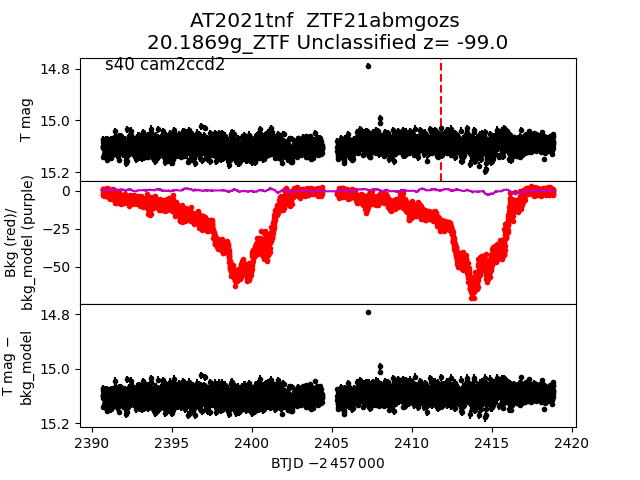 AT2021tnf  ZTF21abmgozs
20.1869g_ZTF Unclassified z= -99.0
s40 cam2ccd2
14.8
15.0
15.2
T mag
0
−25
−50
Bkg (red)/
bkg_model (purple)
14.8
15.0
15.2
T mag −
bkg_model
2390 2395 2400 2405 2410 2415 2420
BTJD −2 457 000